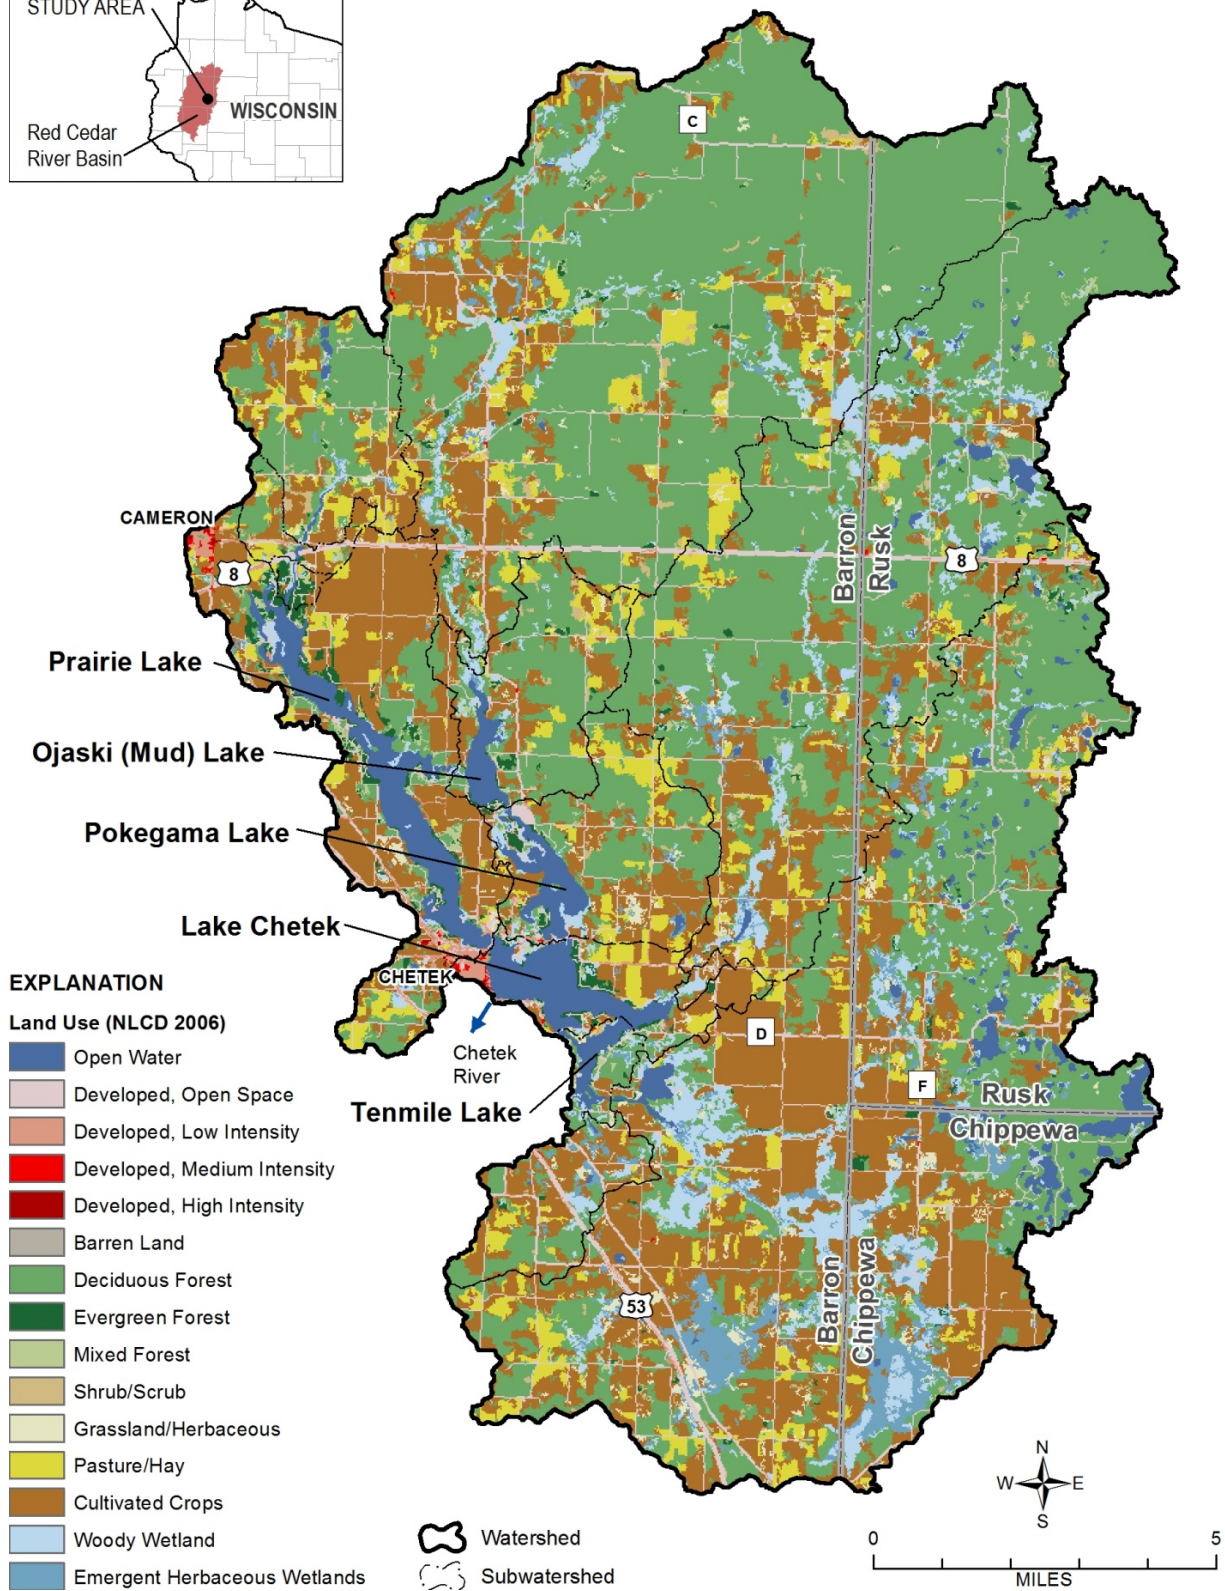 STUDY AREA
WISCONSIN
Red Cedar
River Basin
C
CAMERON
8
Barron
Rusk
8
Prairie Lake
Ojaski (Mud) Lake
Pokegama Lake
Lake Chetek
CHETEK
Chetek
River
Tenmile Lake
D
F
Rusk
Chippewa
Barron
Chippewa
53
EXPLANATION
Land Use (NLCD 2006)
Open Water
Developed, Open Space
Developed, Low Intensity
Developed, Medium Intensity
Developed, High Intensity
Barren Land
Deciduous Forest
Evergreen Forest
Mixed Forest
Shrub/Scrub
Grassland/Herbaceous
Pasture/Hay
Cultivated Crops
Woody Wetland
Emergent Herbaceous Wetlands
Watershed
Subwatershed
N
W E
S
0 5
MILES